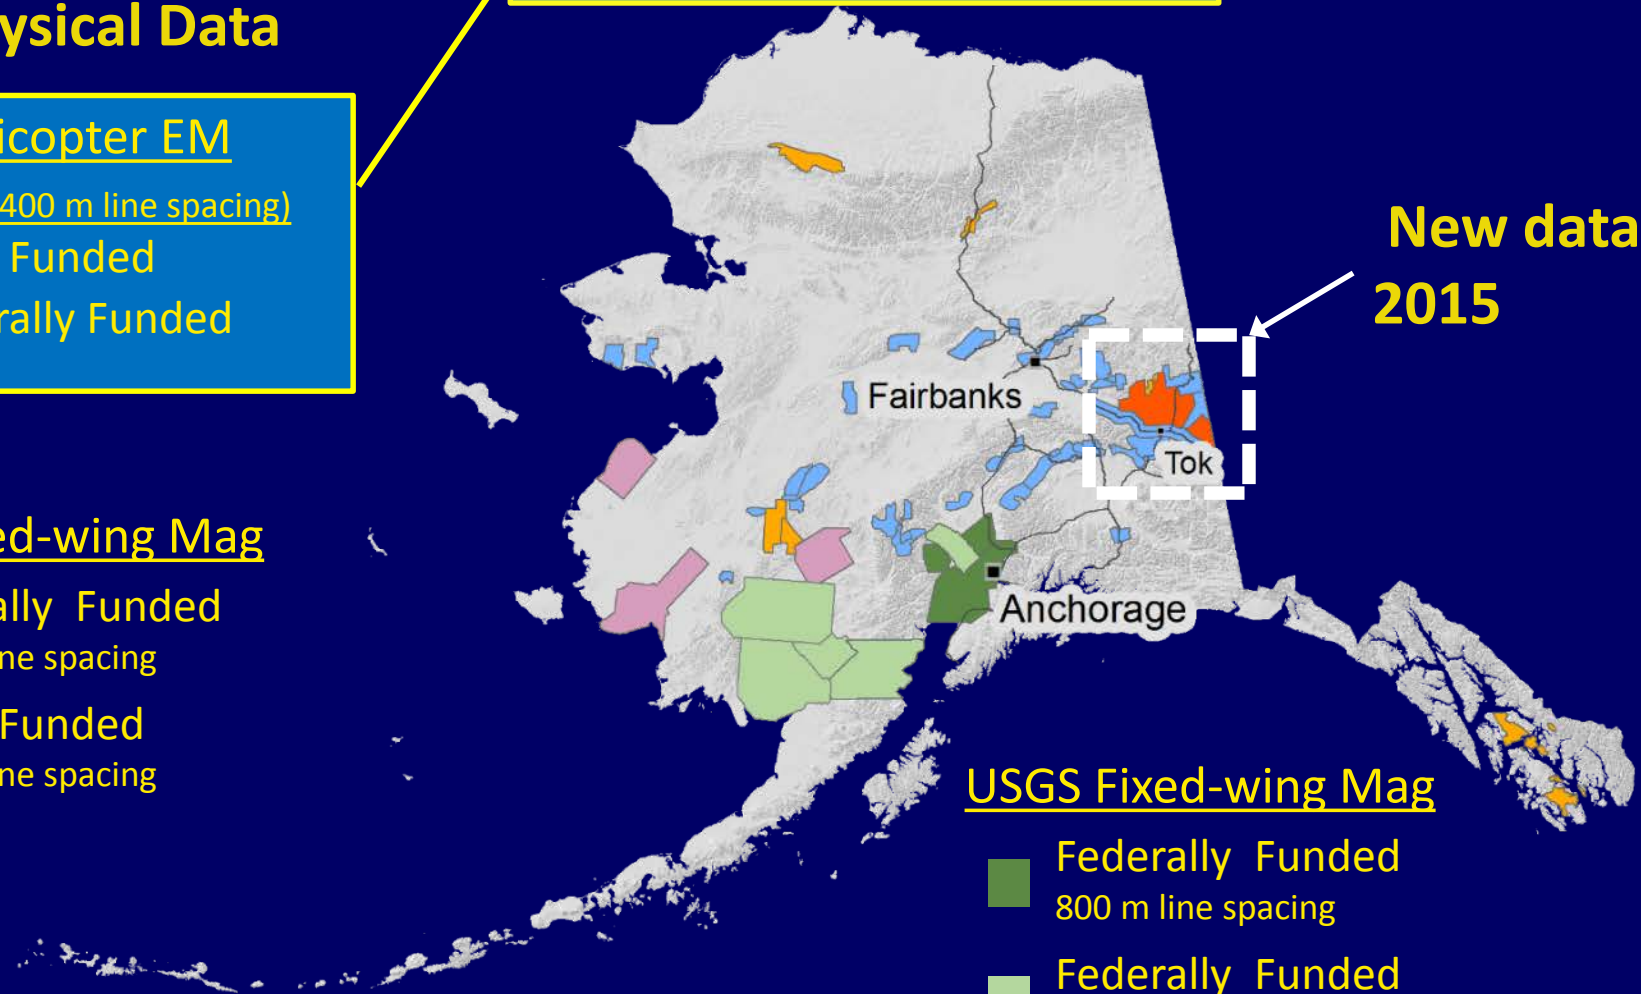 ysical Data
icopter EM
400 m line spacing)
Funded
rally Funded
New data
2015
Fairbanks
Tok
ed-wing Mag
ally Funded
ne spacing
Funded
ne spacing
Anchorage
USGS Fixed-wing Mag
Federally Funded
800 m line spacing
Federally Funded